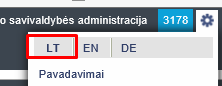 o savivaldybės administracija 3178
LT EN DE
Pavadavimai